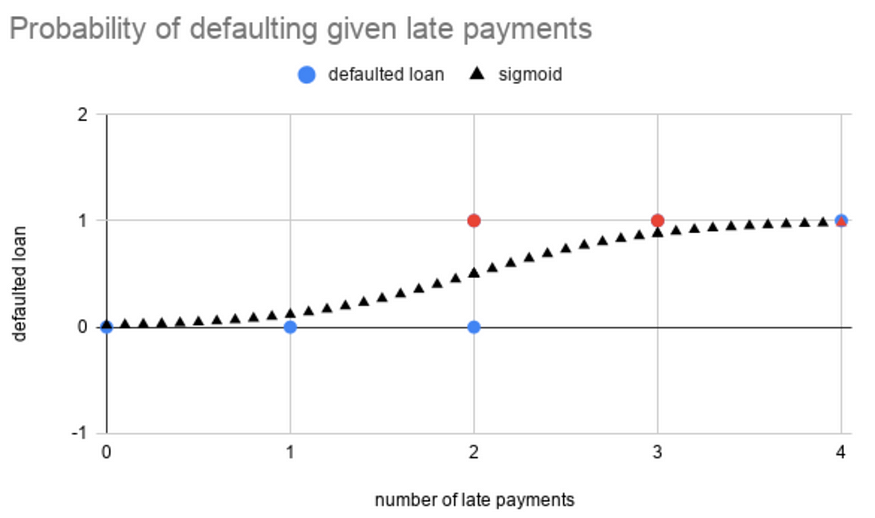 Probability of defaulting given late payments
defaulted loan sigmoid
2
1
0
-1
defaulted loan
0 1 2 3 4
number of late payments